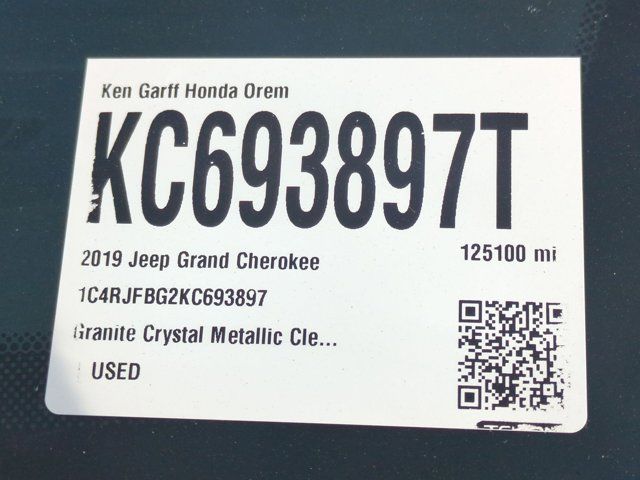 Ken Garff Honda Orem
KC693897T
2019 Jeep Grand Cherokee
125100 mi
1C4RJFBG2KC693897
Granite Crystal Metallic Cle...
USED